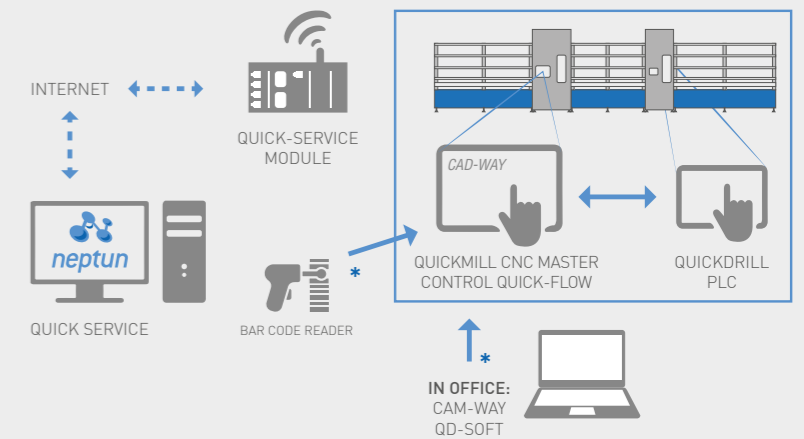 INTERNET
QUICK-SERVICE
MODULE
CAD-WAY
neptun
QUICK SERVICE
*
BAR CODE READER
QUICKMILL CNC MASTER
CONTROL QUICK-FLOW
QUICKDRILL
PLC
*
IN OFFICE:
CAM-WAY
QD-SOFT